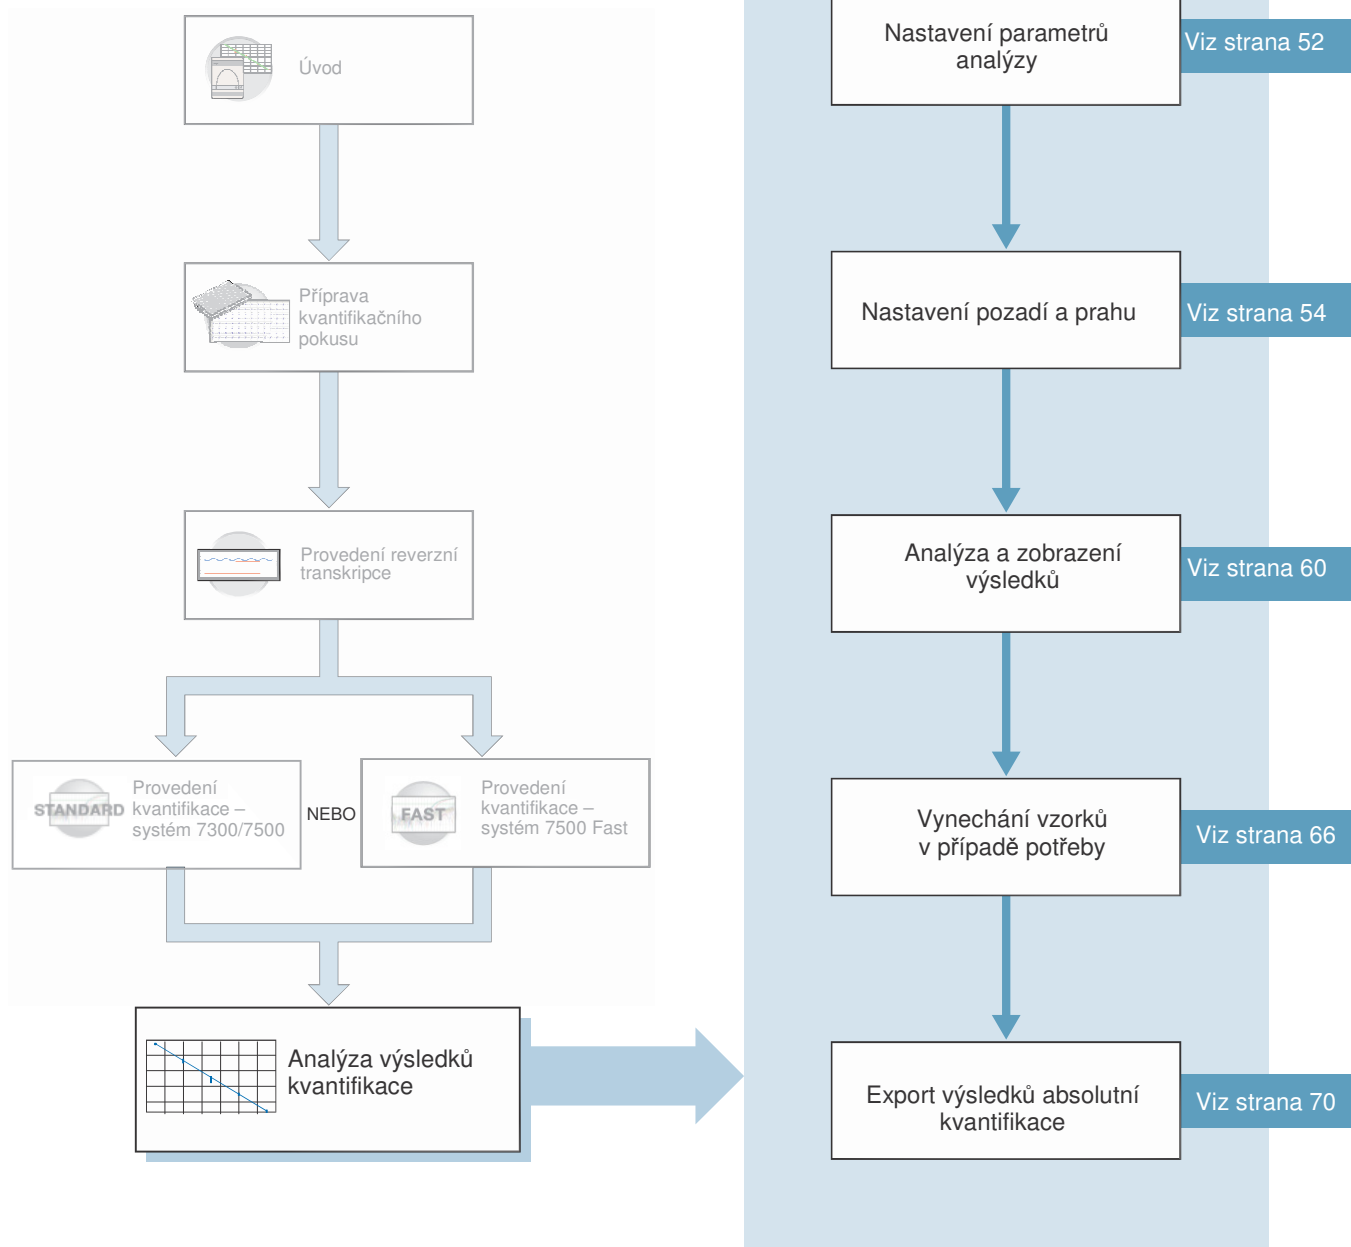 Úvod
Příprava
kvantifikačního
pokusu
Provedení reverzní
transkripce
STANDARD
Provedení
kvantifikace –
systém 7300/7500
NEBO
FAST
Provedení
kvantifikace –
systém 7500 Fast
Analýza výsledků
kvantifikace
Nastavení parametrů
analýzy
Viz strana 52
Nastavení pozadí a prahu
Viz strana 54
Analýza a zobrazení
výsledků
Viz strana 60
Vynechání vzorků
v případě potřeby
Viz strana 66
Export výsledků absolutní
kvantifikace
Viz strana 70